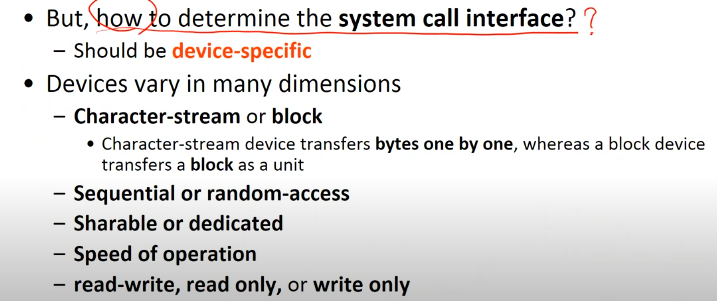 • But, how to determine the system call interface? ?
– Should be device-specific
• Devices vary in many dimensions
– Character-stream or block
• Character-stream device transfers bytes one by one, whereas a block device
transfers a block as a unit
– Sequential or random-access
– Sharable or dedicated
– Speed of operation
– read-write, read only, or write only